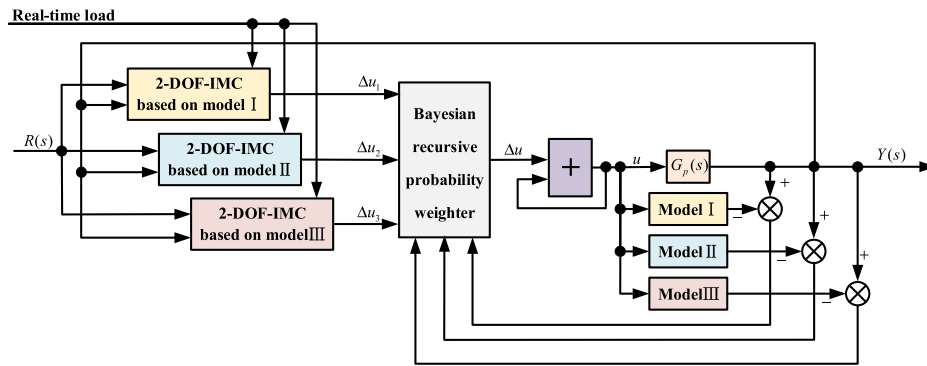 Real-time load
2-DOF-IMC
based on model Ⅰ
Δu₁
R(s)
2-DOF-IMC
based on model Ⅱ
Δu₂
2-DOF-IMC
based on modelⅢ
Δu₃
Bayesian
recursive
probability
weighter
Δu
+
u
Gₚ(s)
Y(s)
+
Model Ⅰ
−
+
Model Ⅱ
−
+
ModelⅢ
−